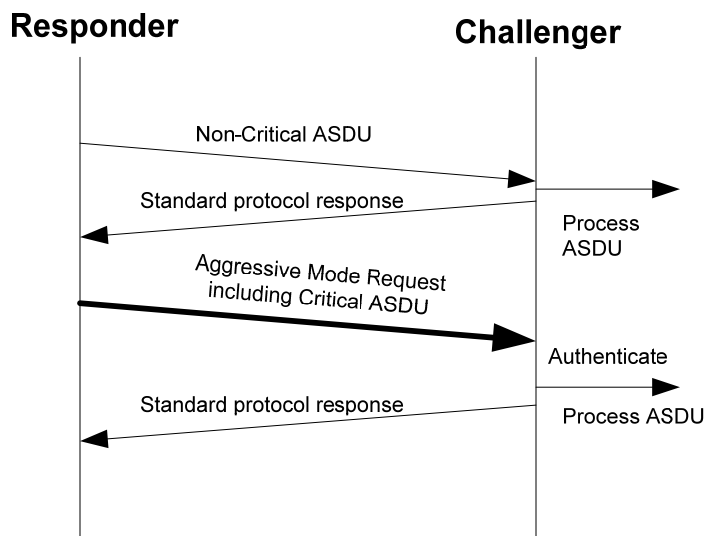 Responder
Challenger
Non-Critical ASDU
Standard protocol response
Process
ASDU
Aggressive Mode Request
including Critical ASDU
Authenticate
Standard protocol response
Process ASDU